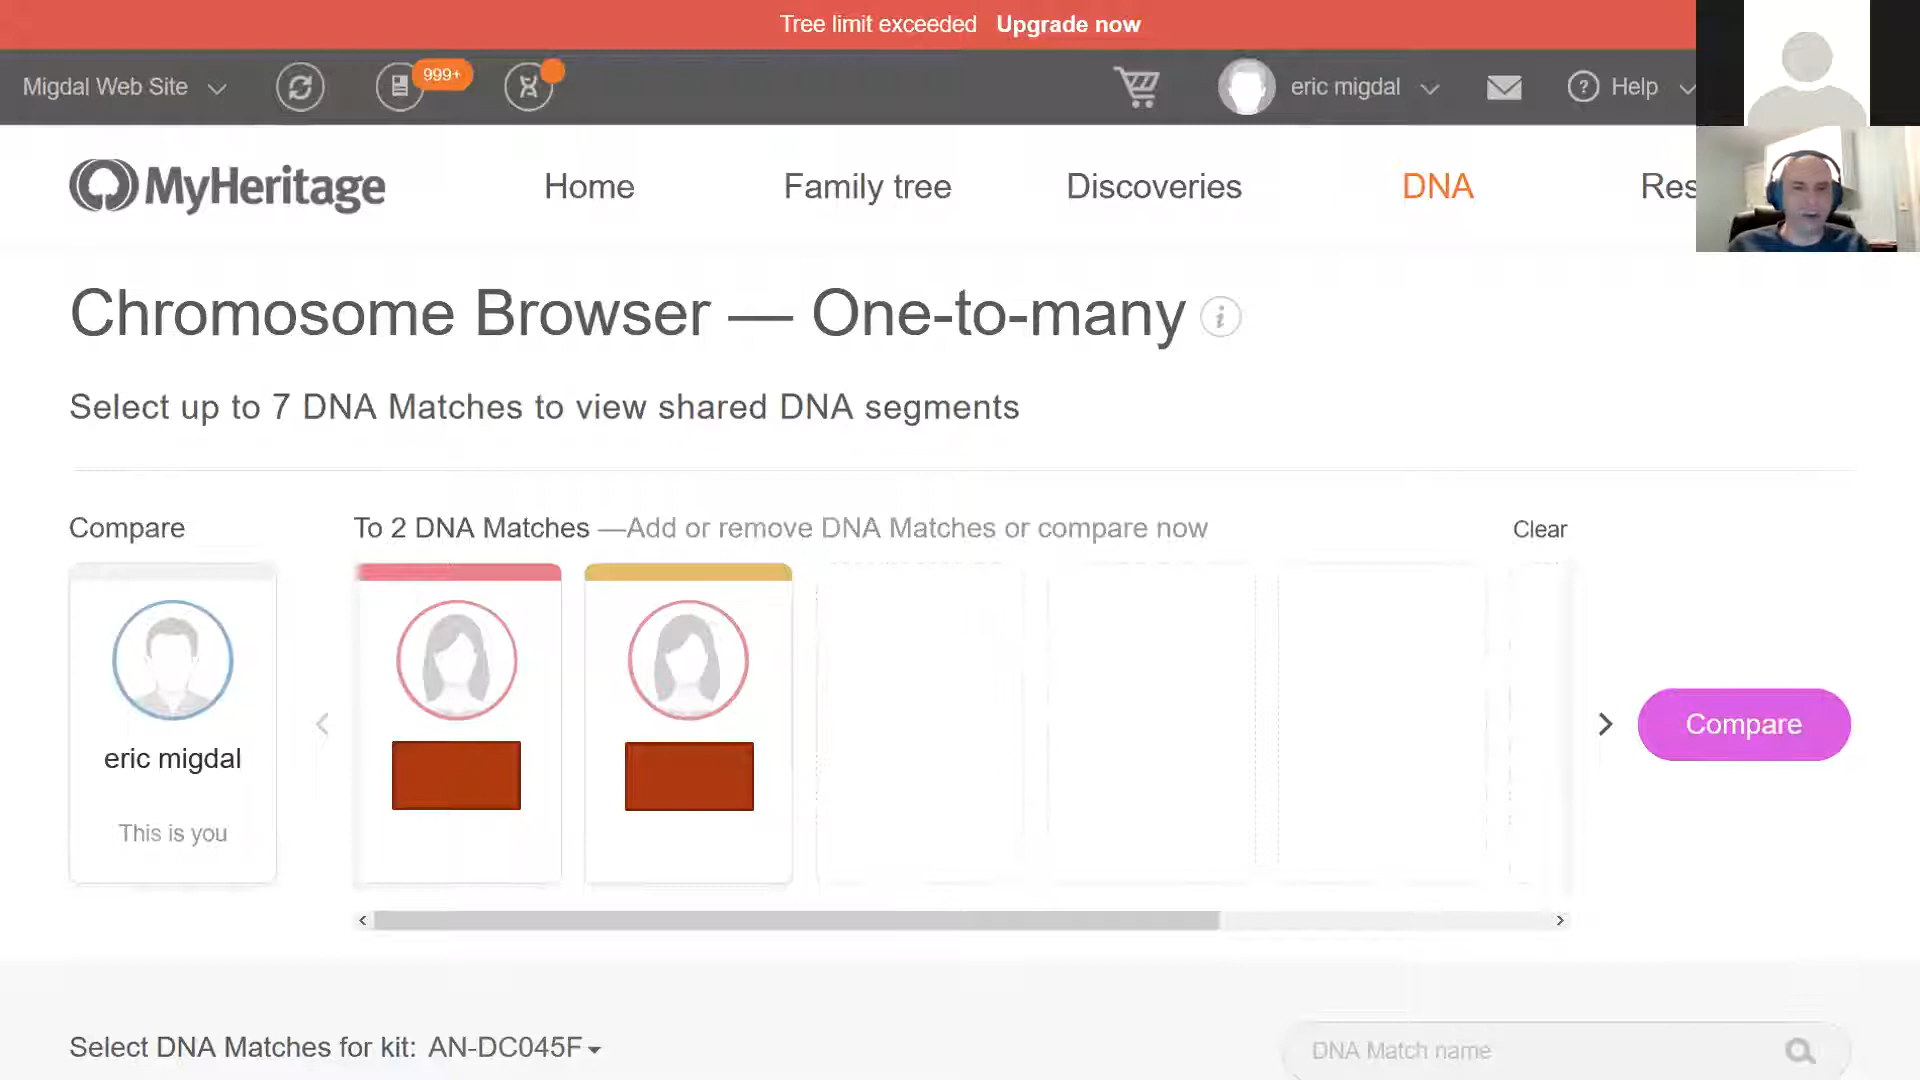 Tree limit exceeded Upgrade now
Migdal Web Site 999+ eric migdal Help
MyHeritage Home Family tree Discoveries DNA Res
Chromosome Browser — One-to-many i
Select up to 7 DNA Matches to view shared DNA segments
Compare To 2 DNA Matches —Add or remove DNA Matches or compare now Clear
eric migdal
This is you
Compare
Select DNA Matches for kit: AN-DC045F DNA Match name